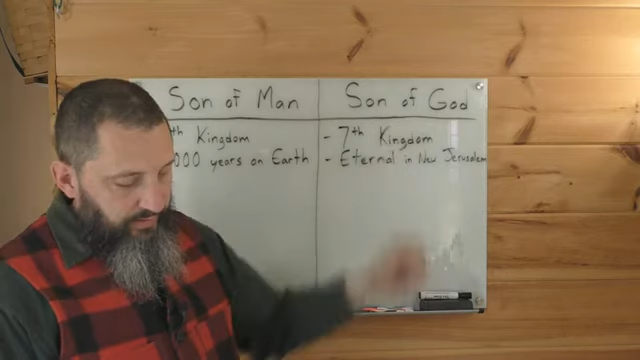 Son of Man
th Kingdom
000 years on Earth
Son of God
- 7th Kingdom
- Eternal in New Jerusalem